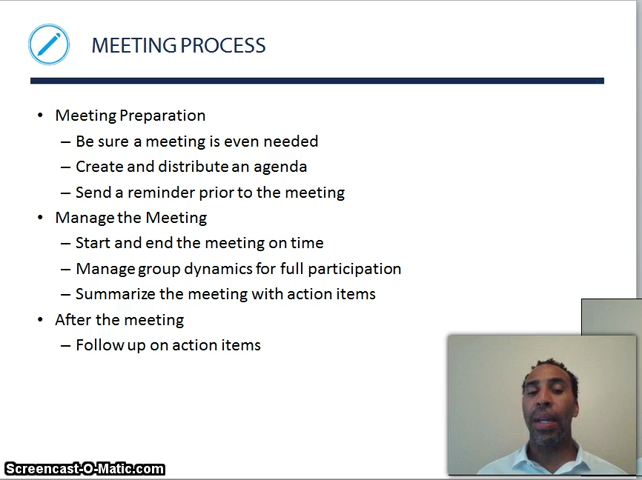 MEETING PROCESS
• Meeting Preparation
– Be sure a meeting is even needed
– Create and distribute an agenda
– Send a reminder prior to the meeting
• Manage the Meeting
– Start and end the meeting on time
– Manage group dynamics for full participation
– Summarize the meeting with action items
• After the meeting
– Follow up on action items
Screencast-O-Matic.com